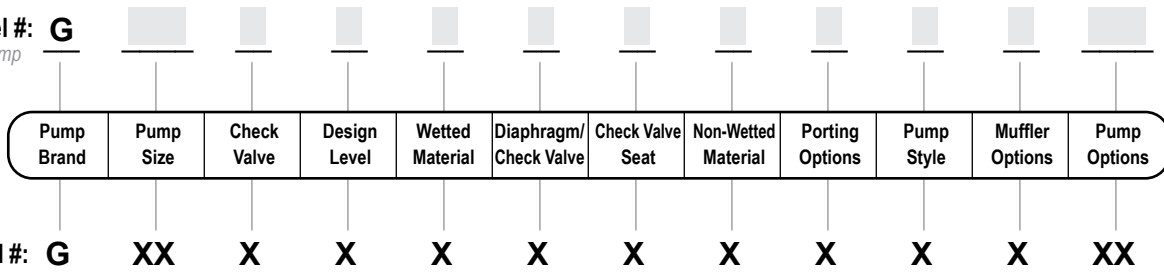 el #: G
mp
Pump Brand
Pump Size
Check Valve
Design Level
Wetted Material
Diaphragm/ Check Valve
Check Valve Seat
Non-Wetted Material
Porting Options
Pump Style
Muffler Options
Pump Options
l #: G XX X X X X X X X X X XX